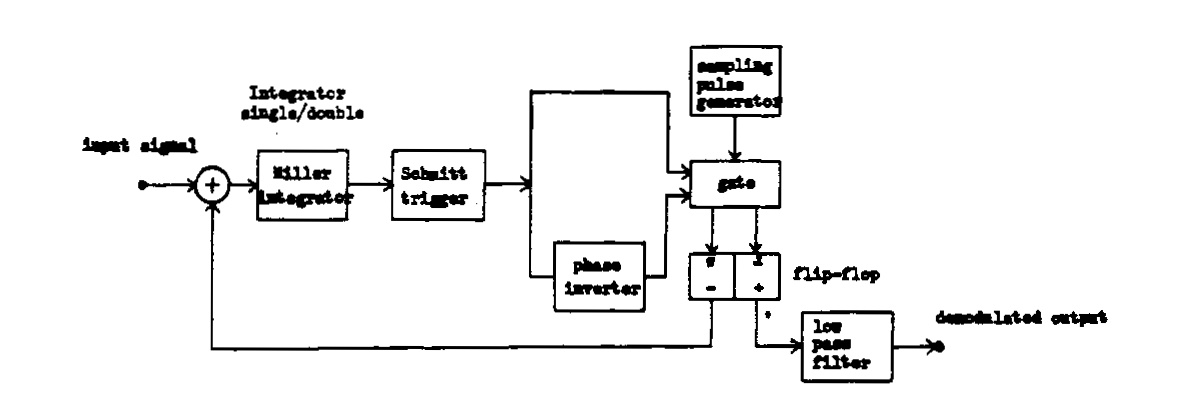 sampling
pulse
generator
Integrator
single/double
input signal
+
Miller
integrator
Schmitt
trigger
gate
phase
inverter
- +
flip-flop
demodulated output
low
pass
filter